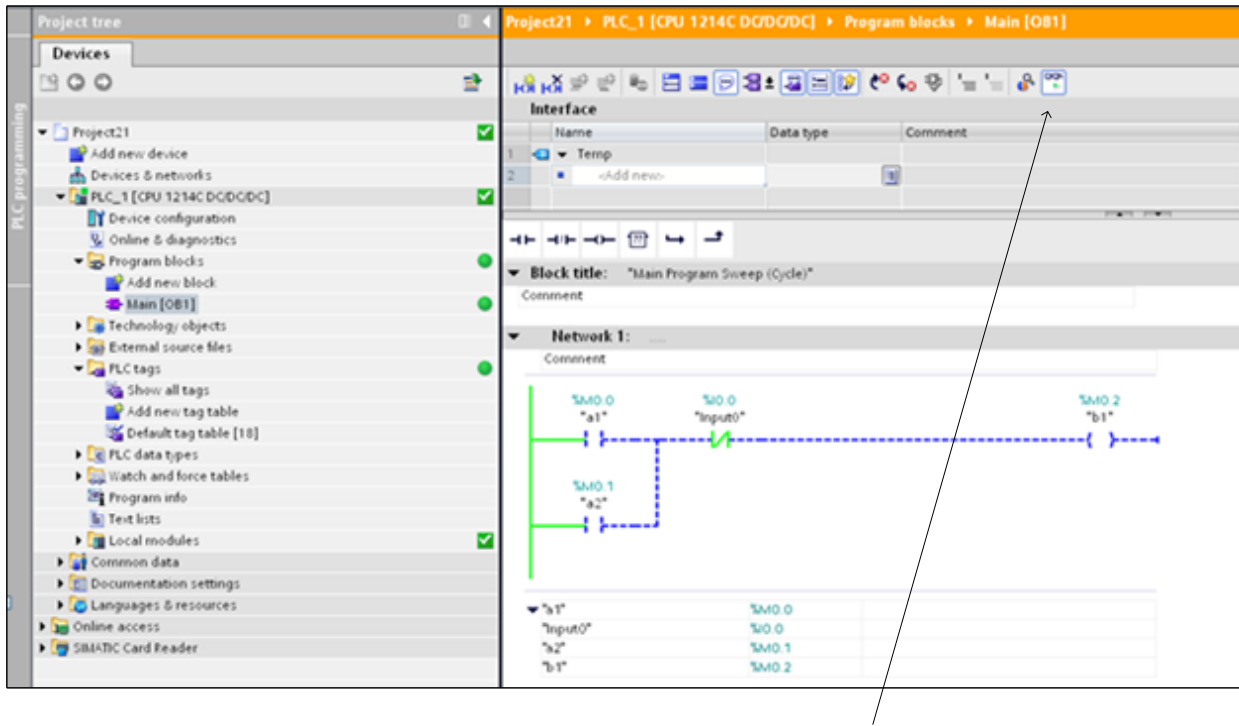 Project tree
Project21 ▸ PLC_1 [CPU 1214C DC/DC/DC] ▸ Program blocks ▸ Main [OB1]
Devices
PLC programming
Project21
Add new device
Devices & networks
PLC_1 [CPU 1214C DC/DC/DC]
Device configuration
Online & diagnostics
Program blocks
Add new block
Main [OB1]
Technology objects
External source files
PLC tags
Show all tags
Add new tag table
Default tag table [18]
PLC data types
Watch and force tables
Program info
Text lists
Local modules
Common data
Documentation settings
Languages & resources
Online access
SIMATIC Card Reader
Interface
Name Data type Comment
1 Temp
2 <Add new>
Block title: "Main Program Sweep (Cycle)"
Comment
Network 1: .....
Comment
%M0.0 %I0.0 %M0.2
"a1" "Input0" "b1"
%M0.1
"a2"
"a1" %M0.0
"Input0" %I0.0
"a2" %M0.1
"b1" %M0.2